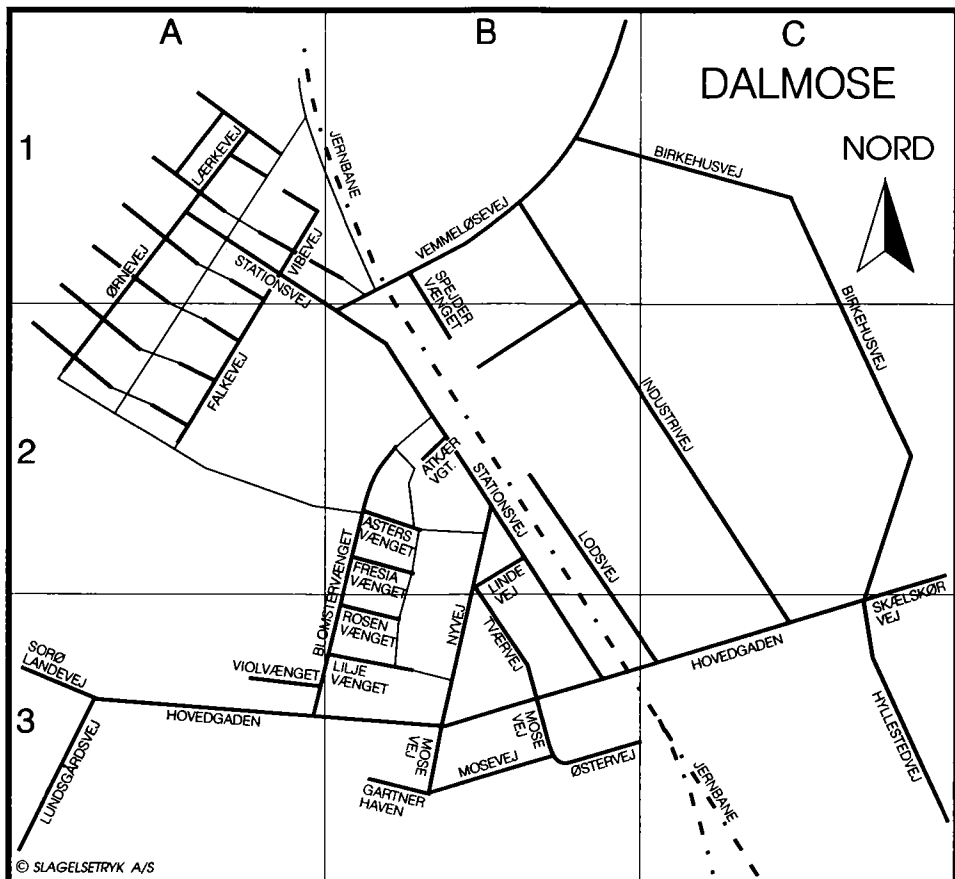 A
B
C
DALMOSE
NORD
1
2
3
JERNBANE
LÆRKEVEJ
BIRKEHUSVEJ
VEMMELØSEVEJ
VIBEVEJ
STATIONSVEJ
ØRNEVEJ
SPEJDER
VÆNGET
BIRKEHUSVEJ
FALKEVEJ
INDUSTRIVEJ
ATKÆR
VGT.
STATIONSVEJ
LODSVEJ
ASTERS
VÆNGET
FRESIA
VÆNGET
BLOMSTERVÆNGET
LINDE
VEJ
ROSEN
VÆNGET
NYVEJ
TVÆRVEJ
SKÆLSKØR
VEJ
HOVEDGADEN
SORØ
LANDEVEJ
VIOLVÆNGET
LILJE
VÆNGET
HOVEDGADEN
MOSE
VEJ
MOSE
VEJ
HYLLESTEDVEJ
LUNDSGÅRDSVEJ
MOSEVEJ
ØSTERVEJ
GARTNER
HAVEN
JERNBANE
© SLAGELSETRYK A/S